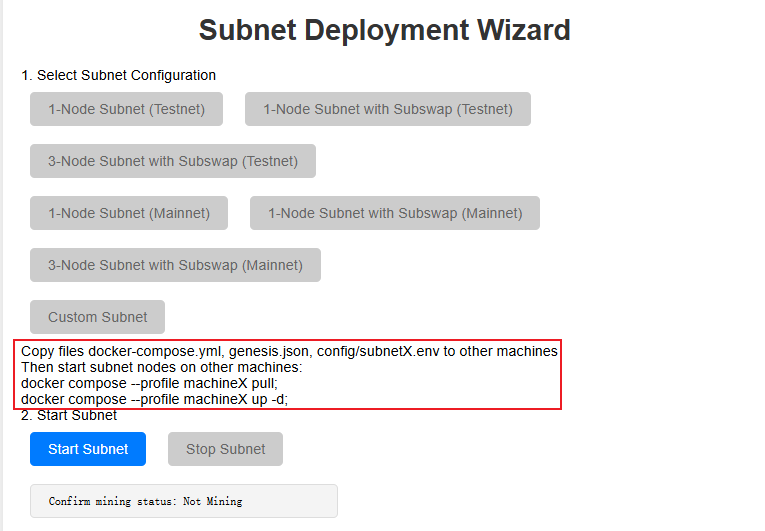 Subnet Deployment Wizard
1. Select Subnet Configuration
1-Node Subnet (Testnet)
1-Node Subnet with Subswap (Testnet)
3-Node Subnet with Subswap (Testnet)
1-Node Subnet (Mainnet)
1-Node Subnet with Subswap (Mainnet)
3-Node Subnet with Subswap (Mainnet)
Custom Subnet
Copy files docker-compose.yml, genesis.json, config/subnetX.env to other machines
Then start subnet nodes on other machines:
docker compose --profile machineX pull;
docker compose --profile machineX up -d;
2. Start Subnet
Start Subnet
Stop Subnet
Confirm mining status: Not Mining